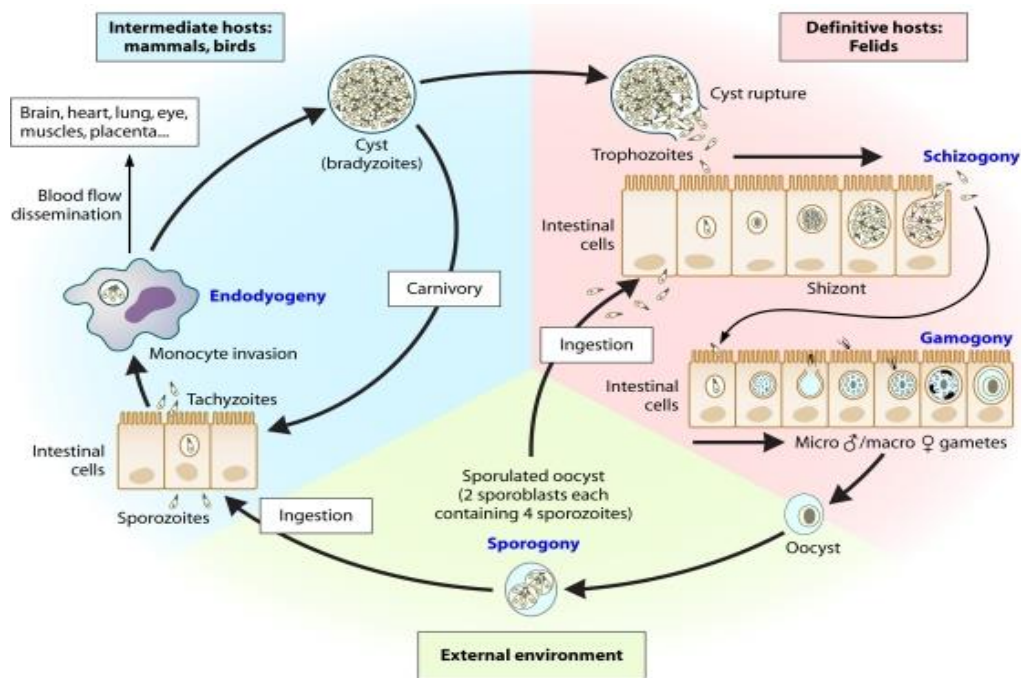 Intermediate hosts:
mammals, birds
Definitive hosts:
Felids
Brain, heart, lung, eye,
muscles, placenta...
Cyst
(bradyzoites)
Cyst rupture
Trophozoites
Schizogony
Blood flow
dissemination
Intestinal
cells
Shizont
Endodyogeny
Carnivory
Monocyte invasion
Ingestion
Gamogony
Tachyzoites
Intestinal
cells
Intestinal
cells
Micro ♂/macro ♀ gametes
Sporozoites
Ingestion
Sporulated oocyst
(2 sporoblasts each
containing 4 sporozoites)
Sporogony
Oocyst
External environment